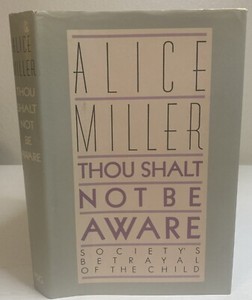 ALICE
MILLER
THOU
SHALT
NOT
BE
AWARE
ALICE
MILLER
THOU SHALT
NOT BE
AWARE
SOCIETY'S
BETRAYAL
OF THE CHILD